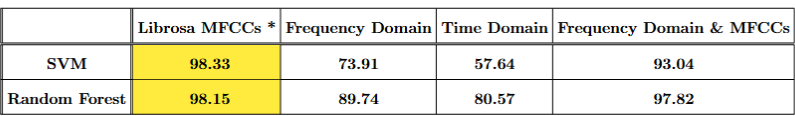 Librosa MFCCs * Frequency Domain Time Domain Frequency Domain & MFCCs
SVM 98.33 73.91 57.64 93.04
Random Forest 98.15 89.74 80.57 97.82